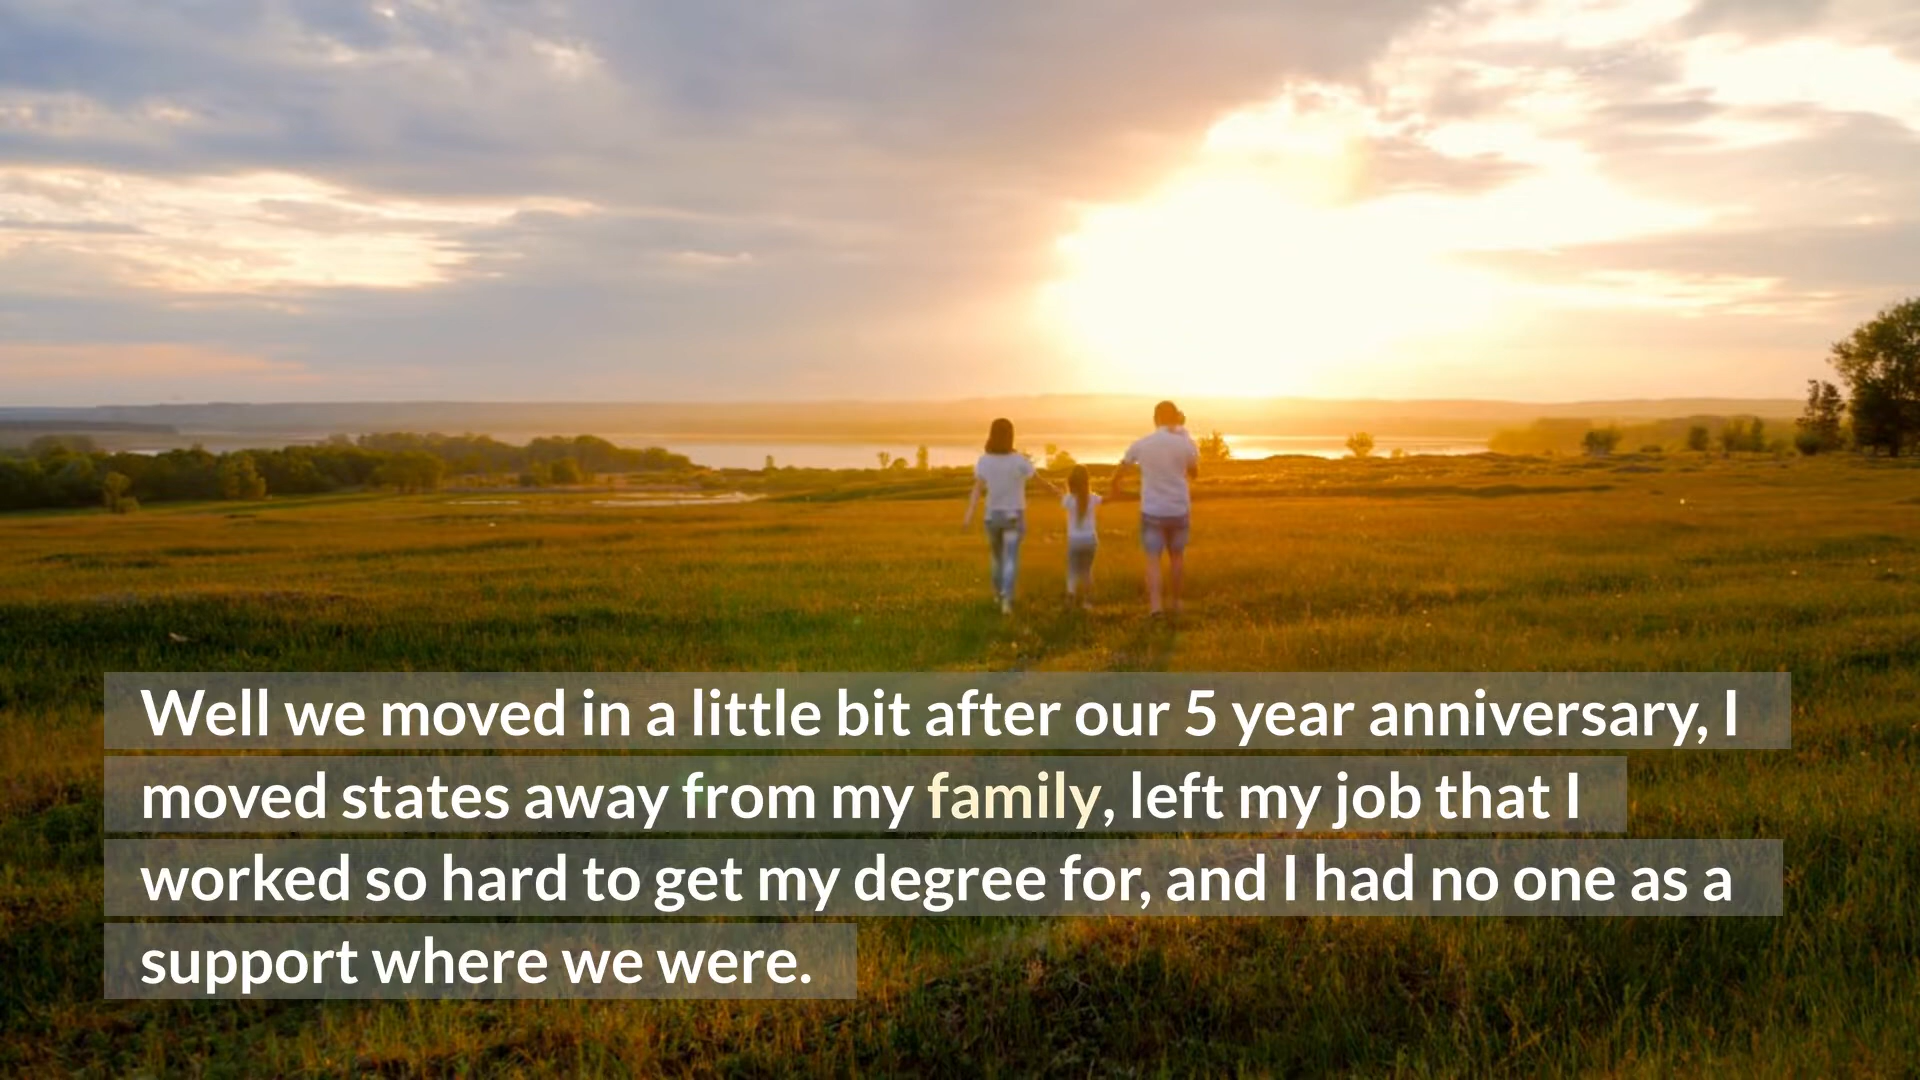 Well we moved in a little bit after our 5 year anniversary, I
moved states away from my family, left my job that I
worked so hard to get my degree for, and I had no one as a
support where we were.